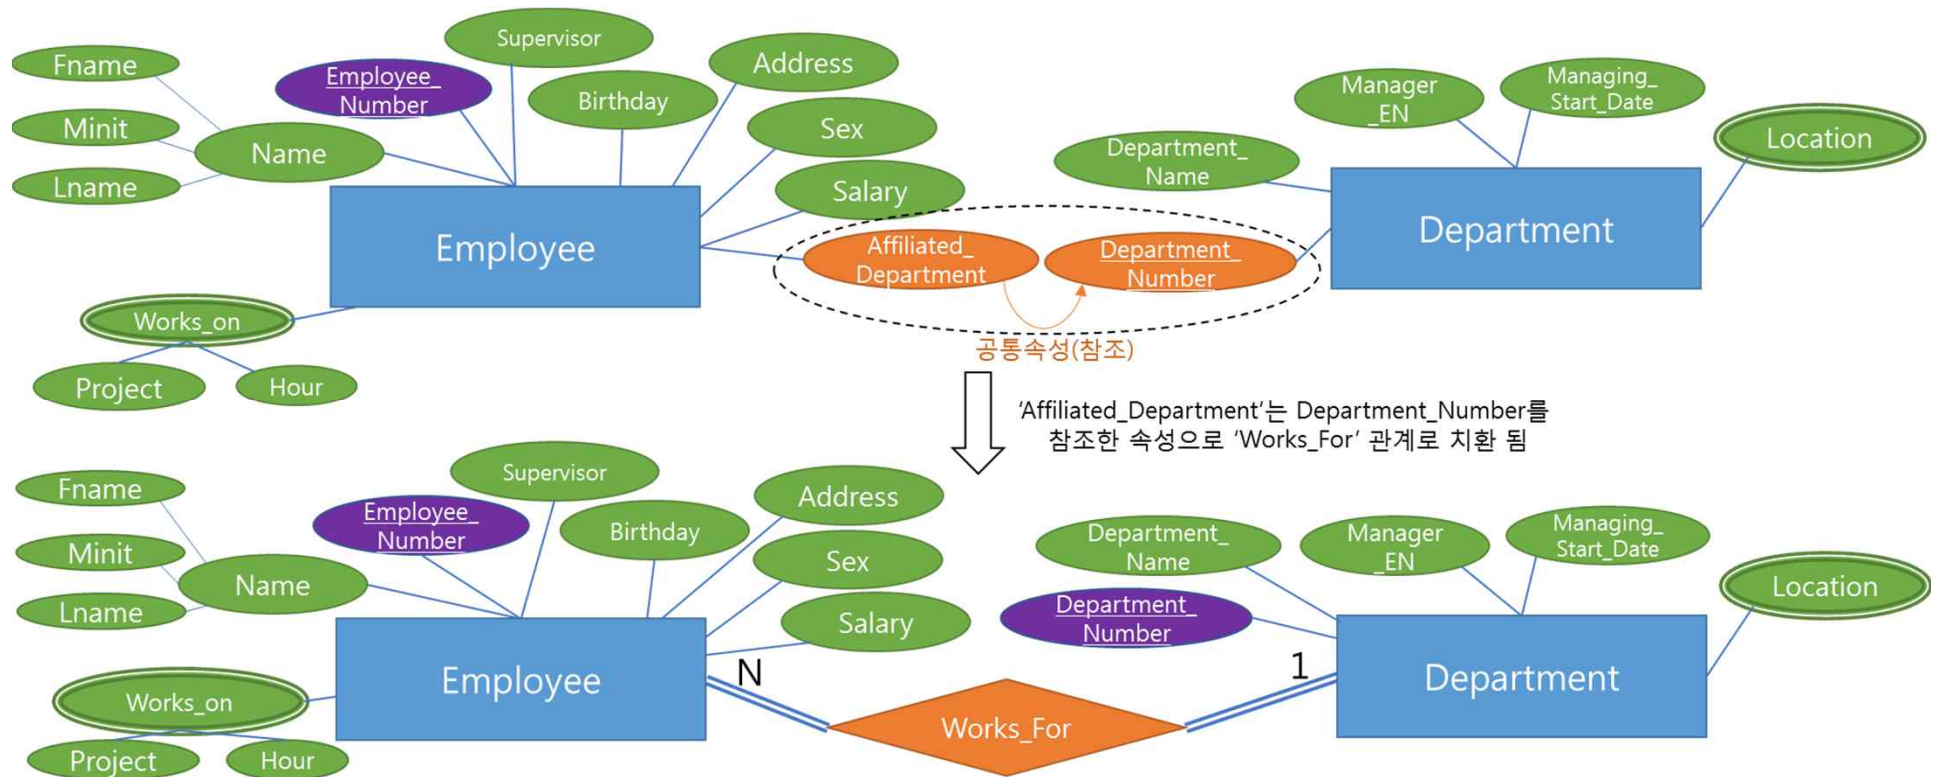 Supervisor
Address
Fname
Employee_
Number
Birthday
Minit
Sex
Name
Lname
Salary
Employee
Affiliated_
Department
Department_
Number
Manager
_EN
Managing_
Start_Date
Location
Department_
Name
Department
Works_on
Project
Hour
공통속성(참조)
‘Affiliated_Department’는 Department_Number를
참조한 속성으로 ‘Works_For’ 관계로 치환 됨
Supervisor
Address
Fname
Employee_
Number
Birthday
Minit
Sex
Name
Lname
Salary
Employee
N
Works_For
1
Department_
Name
Manager
_EN
Managing_
Start_Date
Location
Department_
Number
Department
Works_on
Project
Hour